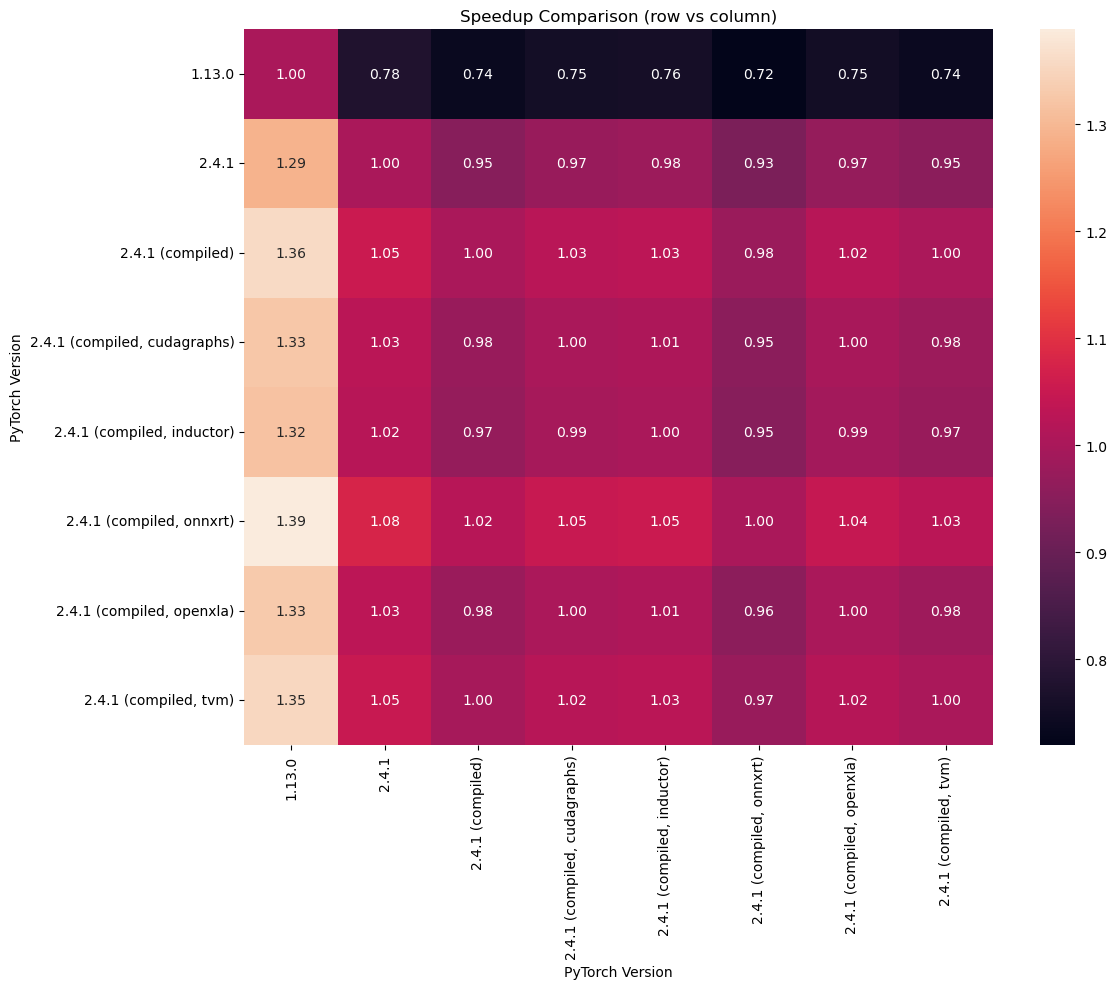 Speedup Comparison (row vs column)
PyTorch Version
1.13.0 1.00 0.78 0.74 0.75 0.76 0.72 0.75 0.74
2.4.1 1.29 1.00 0.95 0.97 0.98 0.93 0.97 0.95
2.4.1 (compiled) 1.36 1.05 1.00 1.03 1.03 0.98 1.02 1.00
2.4.1 (compiled, cudagraphs) 1.33 1.03 0.98 1.00 1.01 0.95 1.00 0.98
2.4.1 (compiled, inductor) 1.32 1.02 0.97 0.99 1.00 0.95 0.99 0.97
2.4.1 (compiled, onnxrt) 1.39 1.08 1.02 1.05 1.05 1.00 1.04 1.03
2.4.1 (compiled, openxla) 1.33 1.03 0.98 1.00 1.01 0.96 1.00 0.98
2.4.1 (compiled, tvm) 1.35 1.05 1.00 1.02 1.03 0.97 1.02 1.00
1.13.0
2.4.1
2.4.1 (compiled)
2.4.1 (compiled, cudagraphs)
2.4.1 (compiled, inductor)
2.4.1 (compiled, onnxrt)
2.4.1 (compiled, openxla)
2.4.1 (compiled, tvm)
PyTorch Version
1.3
1.2
1.1
1.0
0.9
0.8